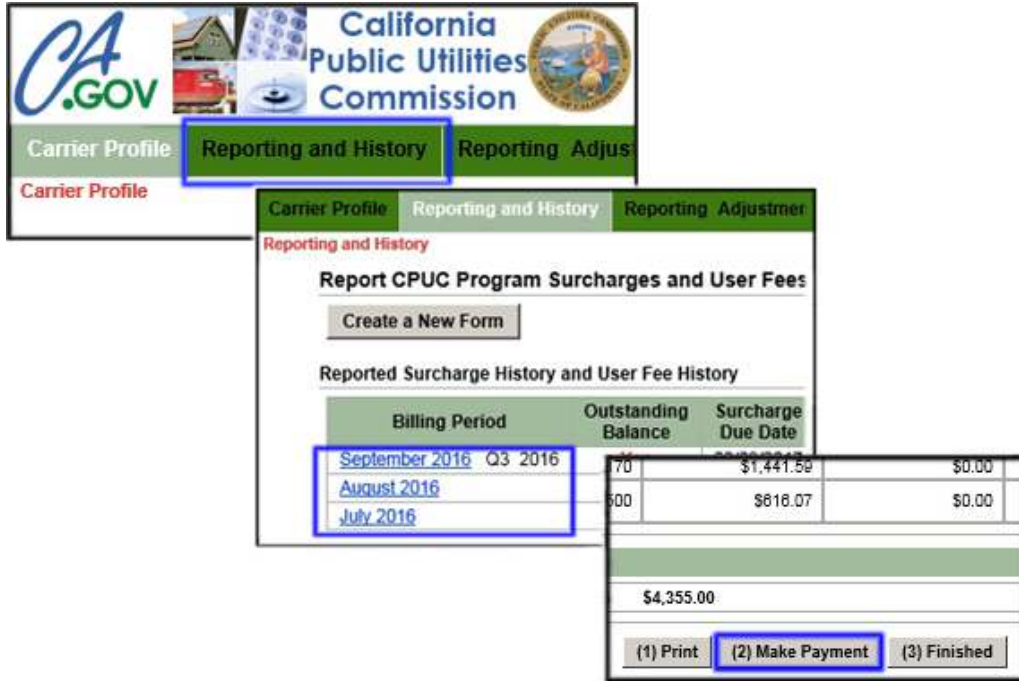 CA
.GOV
California
Public Utilities
Commission
Carrier Profile Reporting and History Reporting Adjus
Carrier Profile
Carrier Profile Reporting and History Reporting Adjustmer
Reporting and History
Report CPUC Program Surcharges and User Fees
Create a New Form
Reported Surcharge History and User Fee History
Billing Period Outstanding Balance Surcharge Due Date
September 2016 Q3 2016
August 2016
July 2016
70 $1,441.59 $0.00
500 $616.07 $0.00
$4,355.00
(1) Print (2) Make Payment (3) Finished